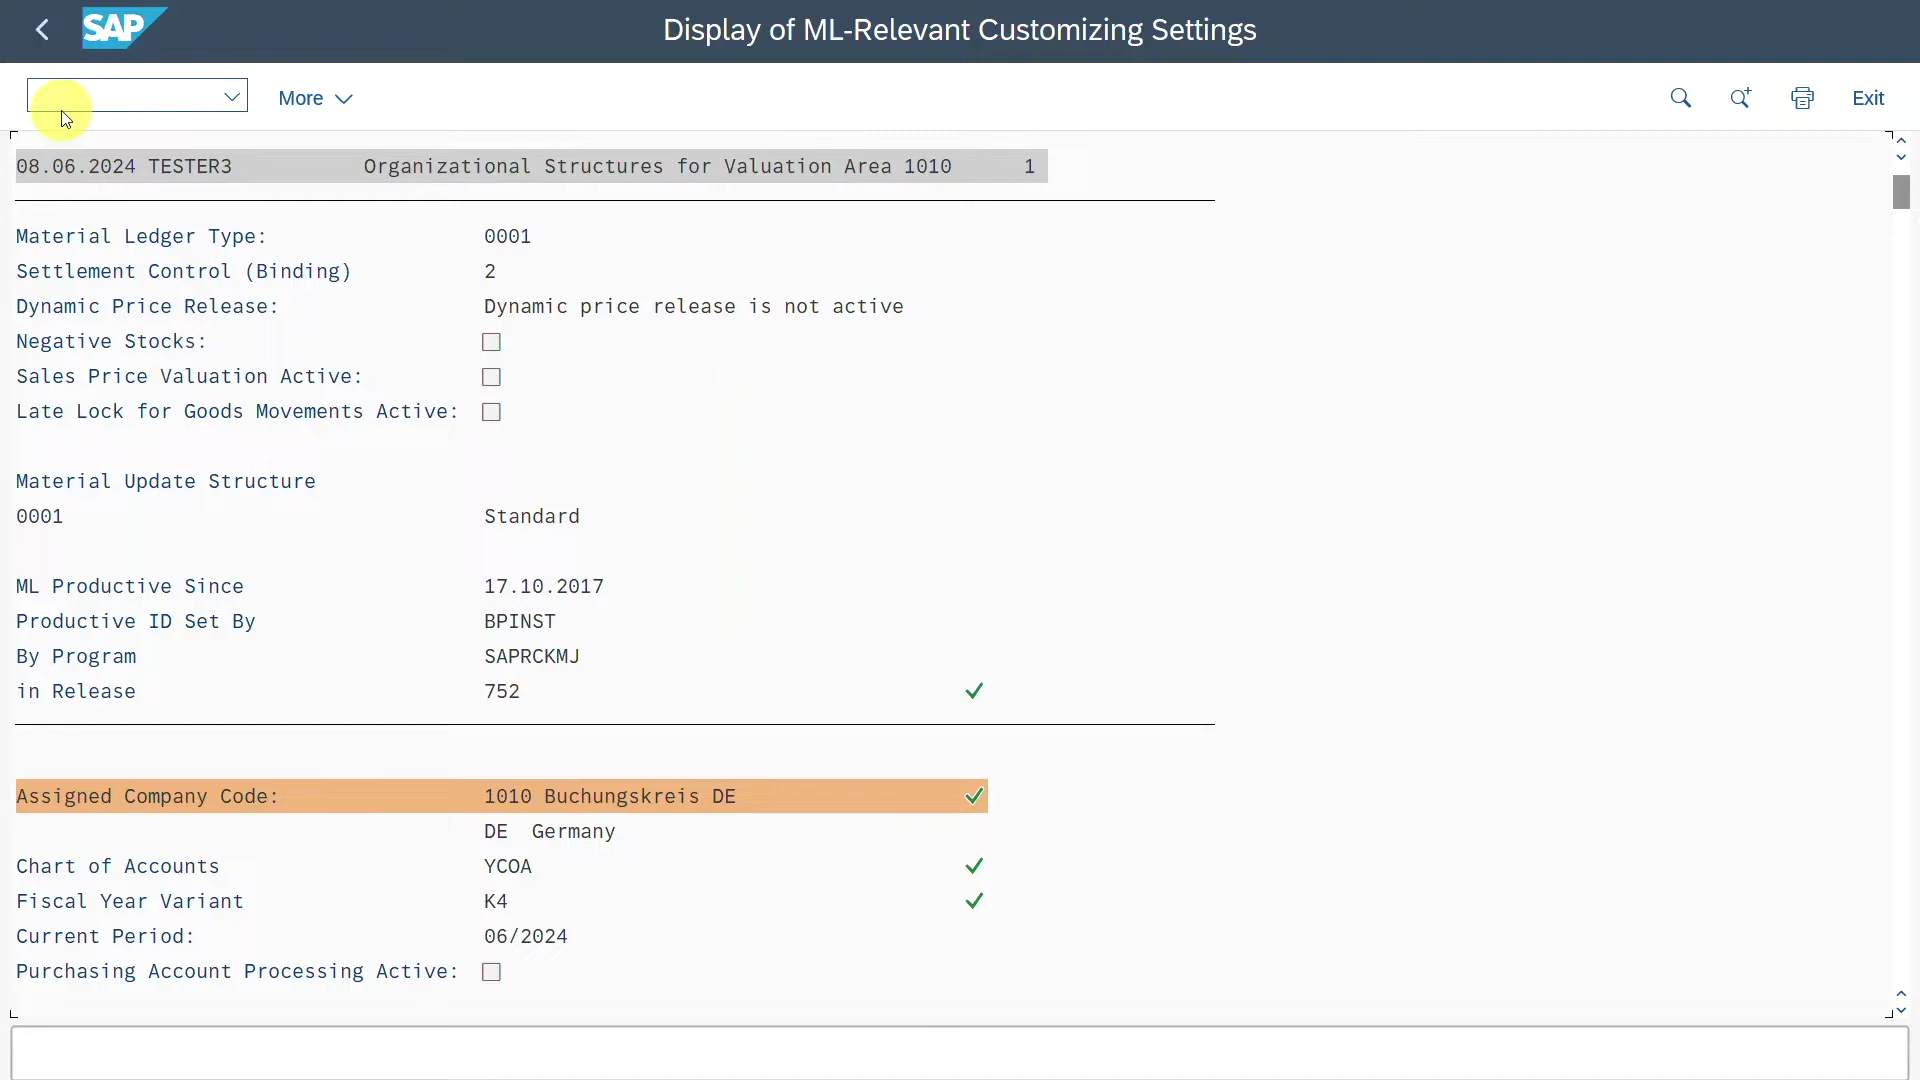 SAP
Display of ML-Relevant Customizing Settings
More
Exit
08.06.2024 TESTER3 Organizational Structures for Valuation Area 1010 1
Material Ledger Type: 0001
Settlement Control (Binding) 2
Dynamic Price Release: Dynamic price release is not active
Negative Stocks:
Sales Price Valuation Active:
Late Lock for Goods Movements Active:
Material Update Structure
0001 Standard
ML Productive Since 17.10.2017
Productive ID Set By BPINST
By Program SAPRCKMJ
in Release 752
Assigned Company Code: 1010 Buchungskreis DE
DE Germany
Chart of Accounts YCOA
Fiscal Year Variant K4
Current Period: 06/2024
Purchasing Account Processing Active: